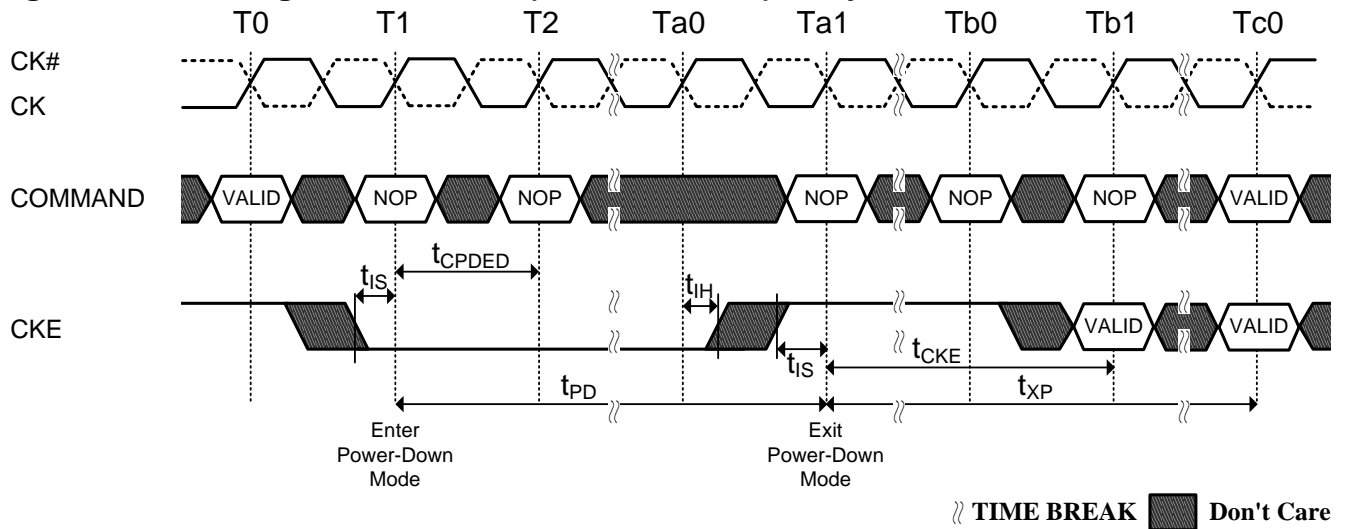 T0 T1 T2 Ta0 Ta1 Tb0 Tb1 Tc0
CK#
CK
COMMAND VALID NOP NOP NOP NOP NOP VALID
tCPDED
tIS
tIH
CKE VALID VALID
tIS
tCKE
tPD
tXP
Enter
Power-Down
Mode
Exit
Power-Down
Mode
TIME BREAK Don't Care